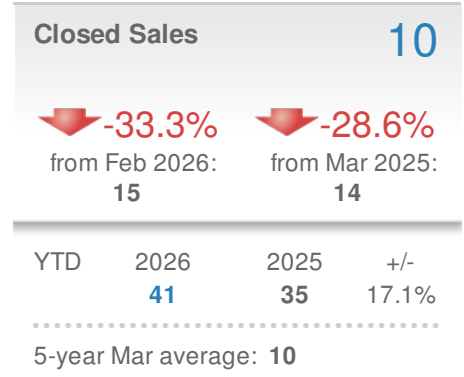 Closed Sales 10
-33.3% -28.6%
from Feb 2026: from Mar 2025:
15 14
YTD 2026 2025 +/-
41 35 17.1%
5-year Mar average: 10